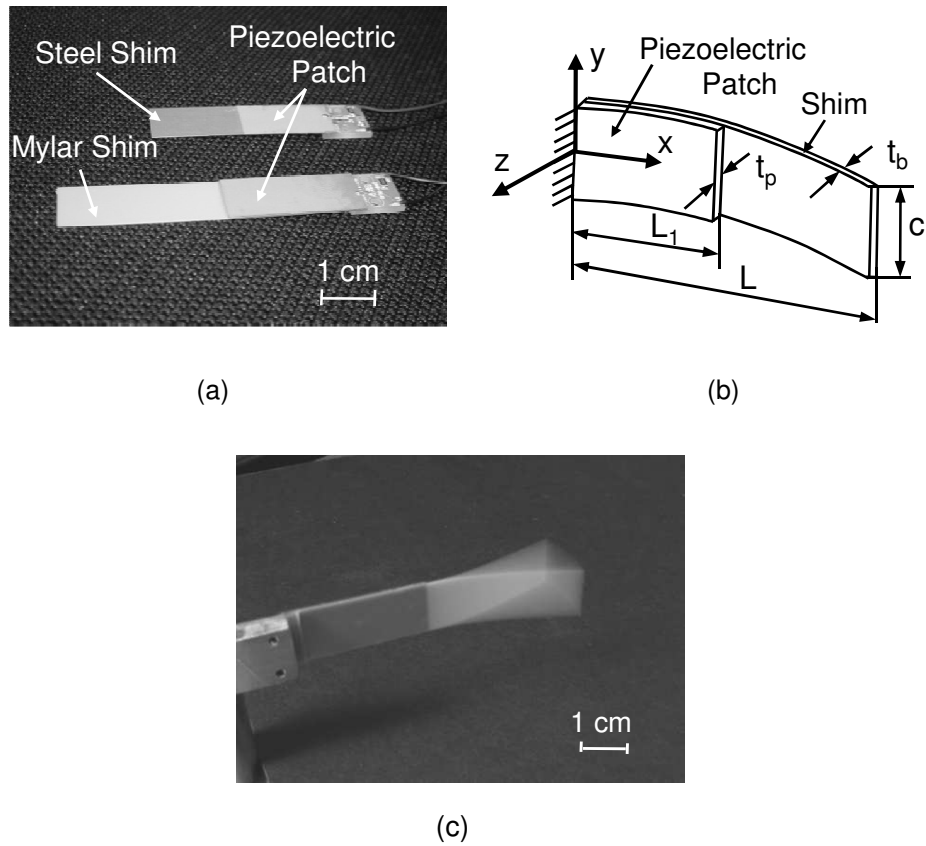 Steel Shim
Piezoelectric
Patch
Mylar Shim
1 cm
(a)
y
Piezoelectric
Patch
Shim
x
z
t_b
t_p
L_1
L
c
(b)
1 cm
(c)